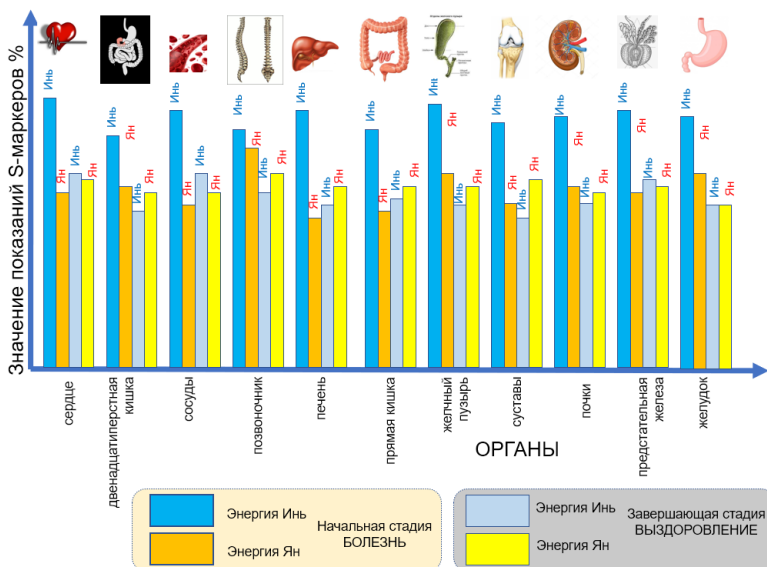 Значение показаний S-маркеров %
Инь
Ян
Инь
Ян
Инь
Ян
Инь
Ян
Инь
Ян
Инь
Ян
Инь
Ян
Инь
Ян
Инь
Ян
Инь
Ян
Инь
Ян
Инь
Ян
Инь
Ян
Инь
Ян
Инь
Ян
Инь
Ян
Инь
Ян
Инь
Ян
Инь
Ян
Инь
Ян
Инь
Ян
Инь
Ян
сердце
двенадцатиперстная
кишка
сосуды
позвоночник
печень
прямая кишка
желчный
пузырь
суставы
почки
предстательная
железа
желудок
ОРГАНЫ
Энергия Инь
Энергия Ян
Начальная стадия
БОЛЕЗНЬ
Энергия Инь
Энергия Ян
Завершающая стадия
ВЫЗДОРОВЛЕНИЕ